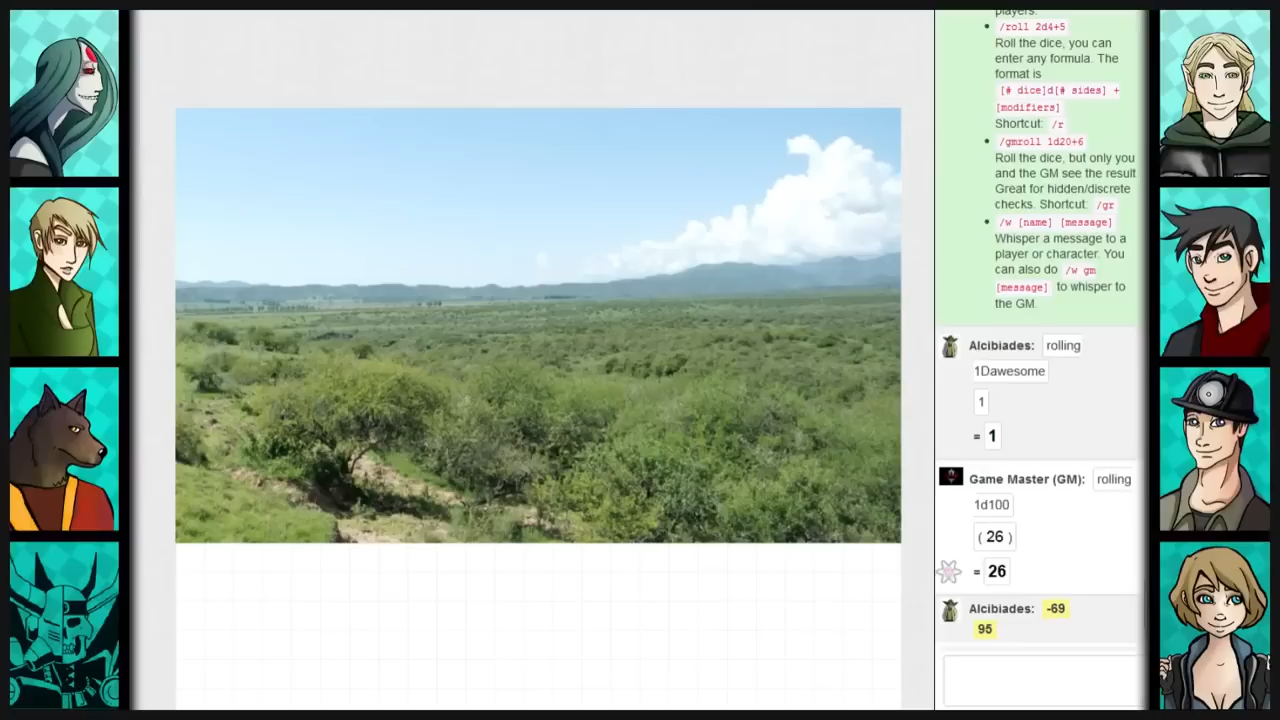 players.
/roll 2d4+5
Roll the dice, you can
enter any formula. The
format is
[# dice]d[# sides] +
[modifiers]
Shortcut: /r
/gmroll 1d20+6
Roll the dice, but only you
and the GM see the result
Great for hidden/discrete
checks. Shortcut: /gr
/w [name] [message]
Whisper a message to a
player or character. You
can also do /w gm
[message] to whisper to
the GM.
Alcibiades: rolling
1Dawesome
1
= 1
Game Master (GM): rolling
1d100
( 26 )
= 26
Alcibiades: -69
95